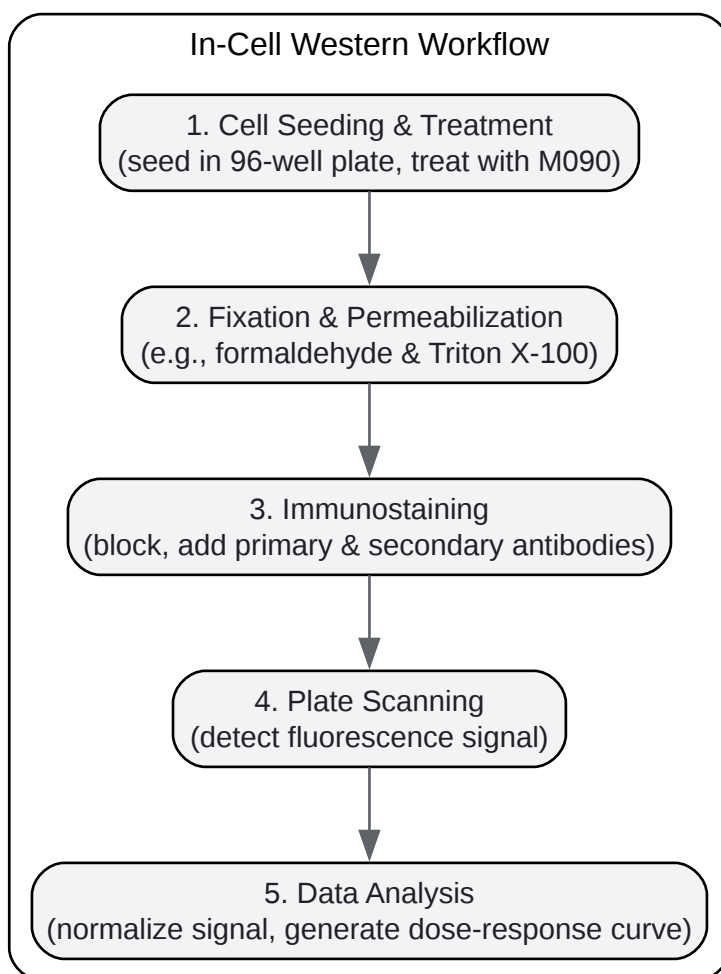 In-Cell Western Workflow
1. Cell Seeding & Treatment
(seed in 96-well plate, treat with M090)
2. Fixation & Permeabilization
(e.g., formaldehyde & Triton X-100)
3. Immunostaining
(block, add primary & secondary antibodies)
4. Plate Scanning
(detect fluorescence signal)
5. Data Analysis
(normalize signal, generate dose-response curve)